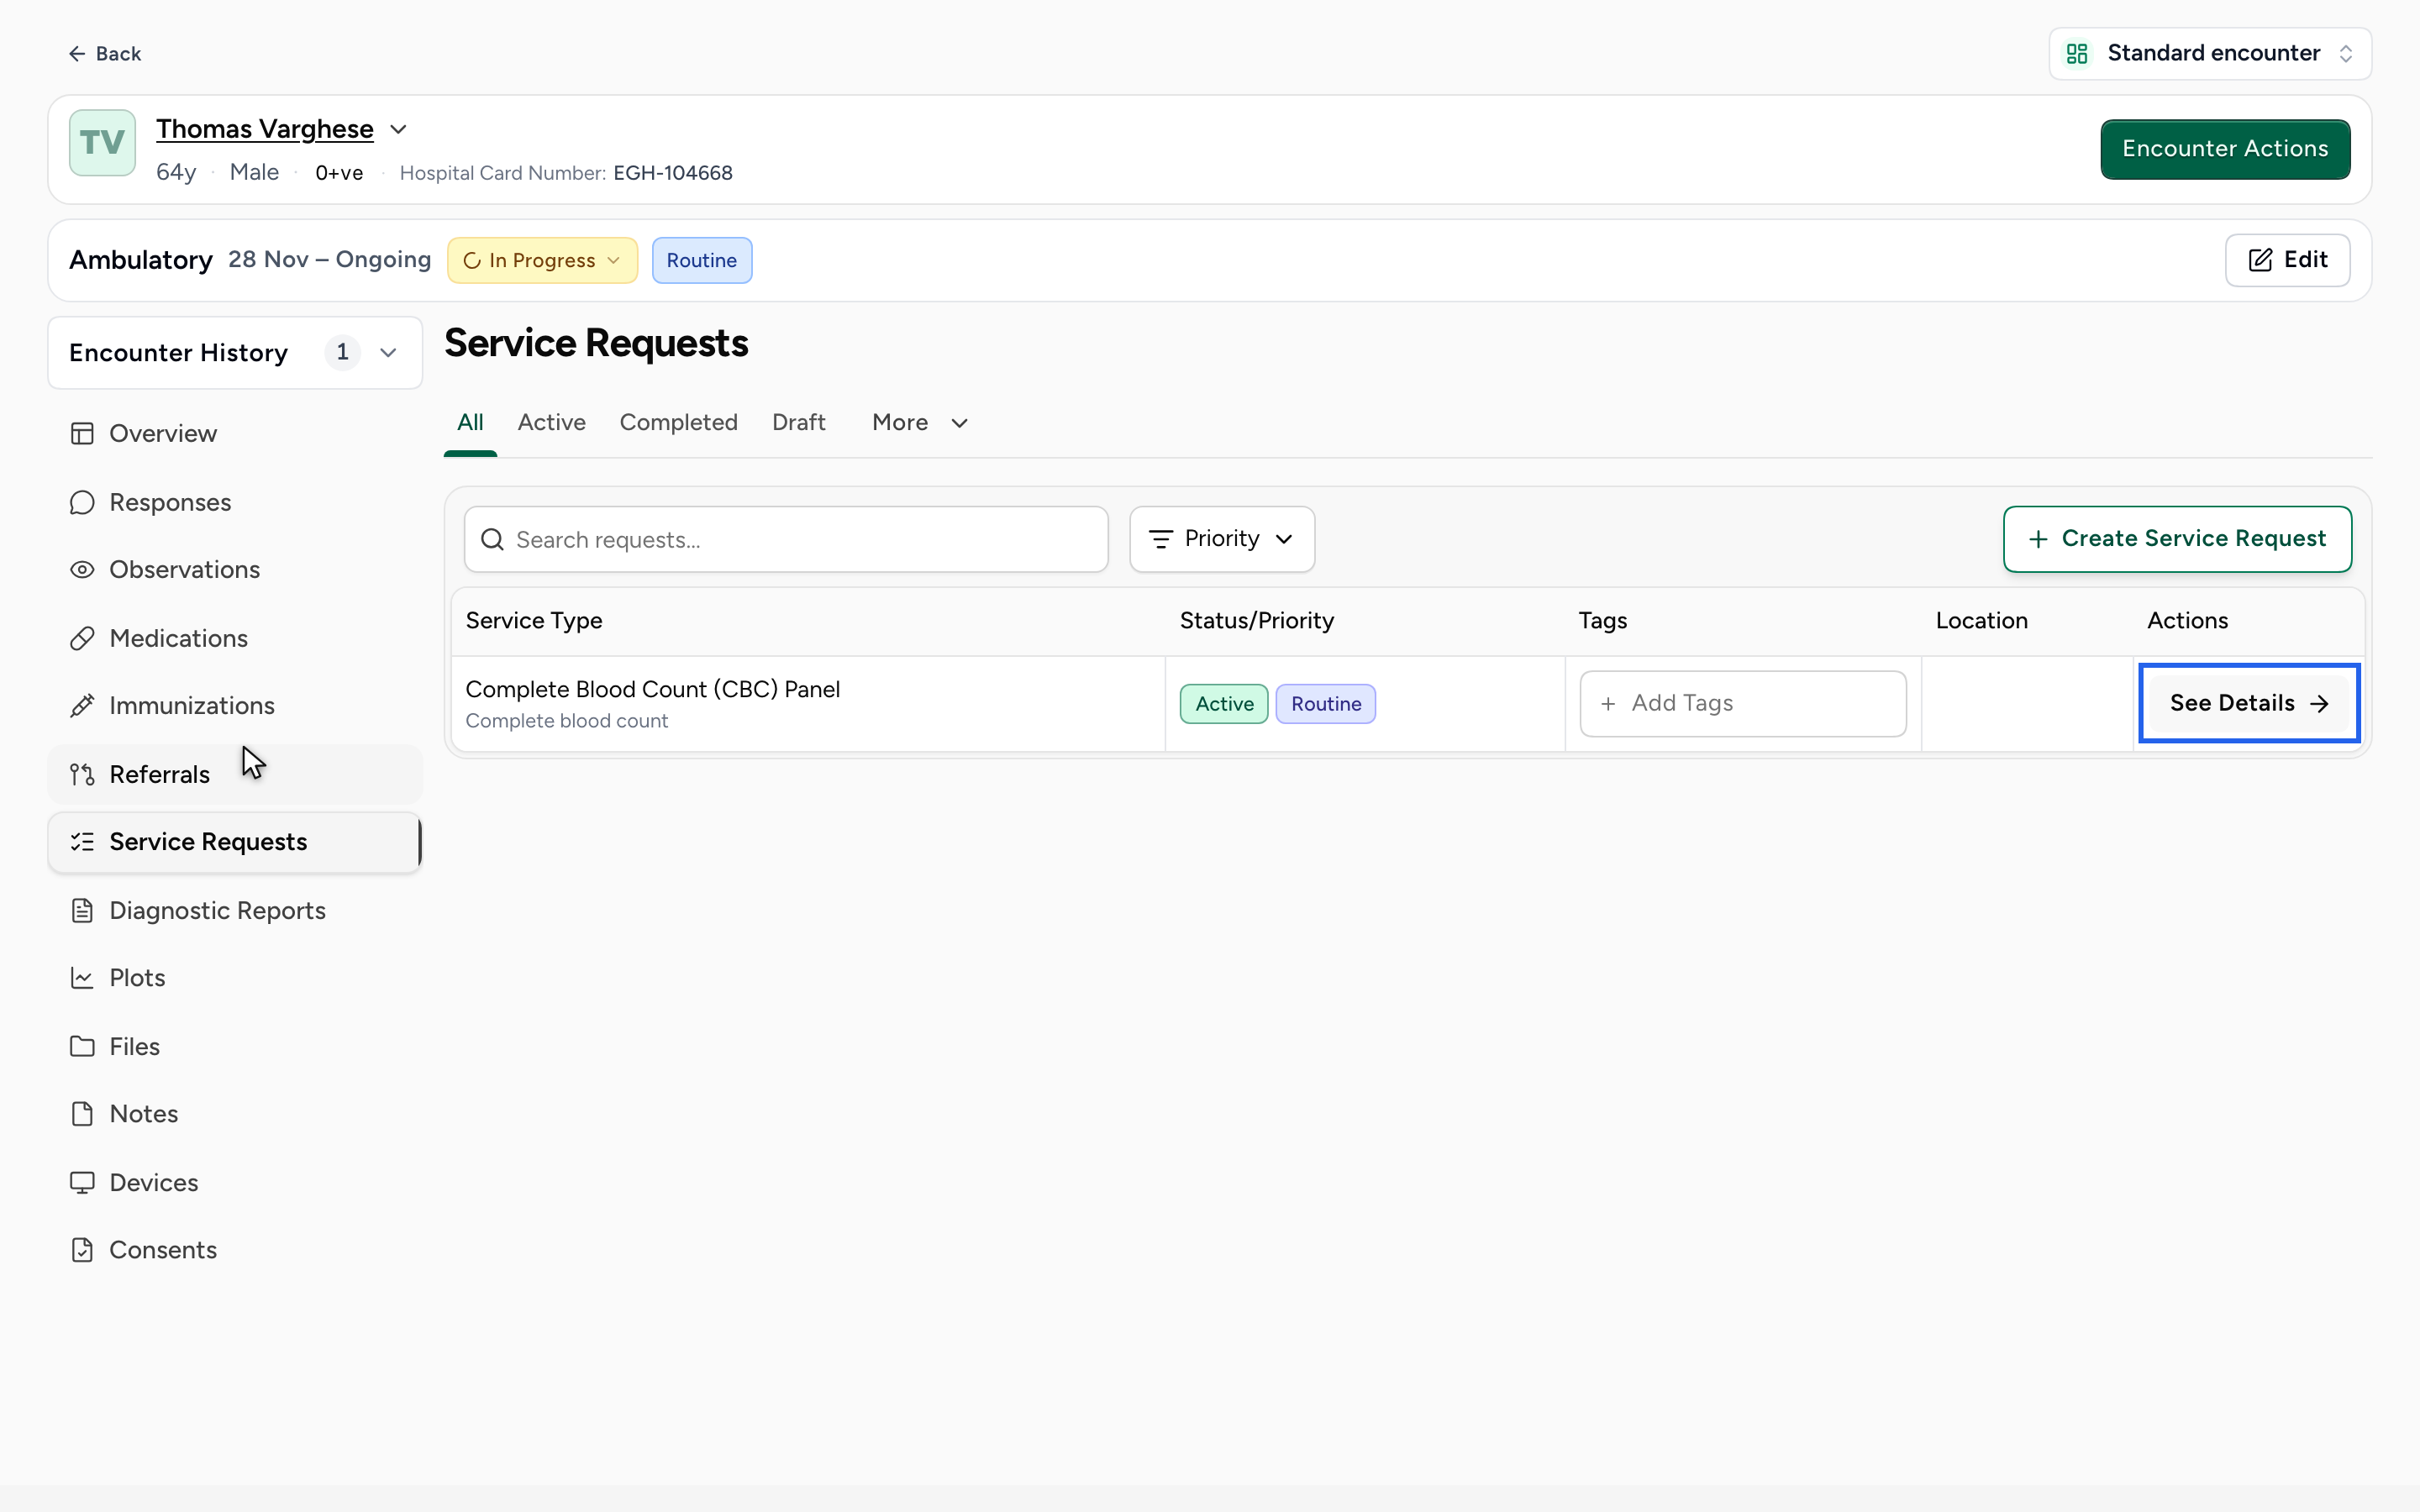 Back
Standard encounter
TV
Thomas Varghese
64y · Male · 0+ve · Hospital Card Number: EGH-104668
Encounter Actions
Ambulatory 28 Nov – Ongoing In Progress Routine
Edit
Encounter History 1
Service Requests
All Active Completed Draft More
Overview
Responses
Observations
Medications
Immunizations
Referrals
Service Requests
Diagnostic Reports
Plots
Files
Notes
Devices
Consents
Search requests...
Priority
+ Create Service Request
Service Type Status/Priority Tags Location Actions
Complete Blood Count (CBC) Panel
Complete blood count
Active Routine
+ Add Tags
See Details